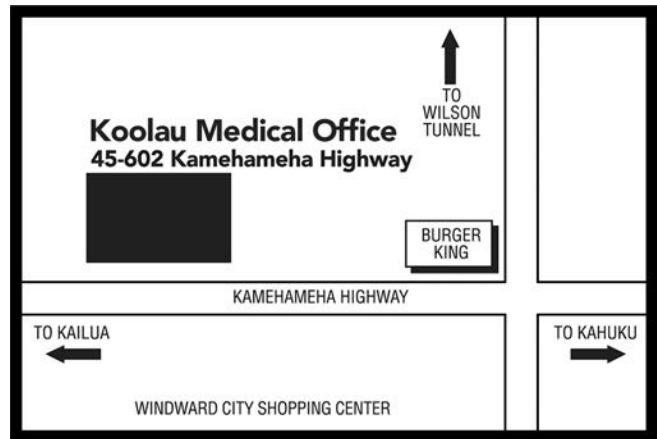 TO
WILSON
TUNNEL
Koolau Medical Office
45-602 Kamehameha Highway
BURGER
KING
KAMEHAMEHA HIGHWAY
TO KAILUA
TO KAHUKU
WINDWARD CITY SHOPPING CENTER